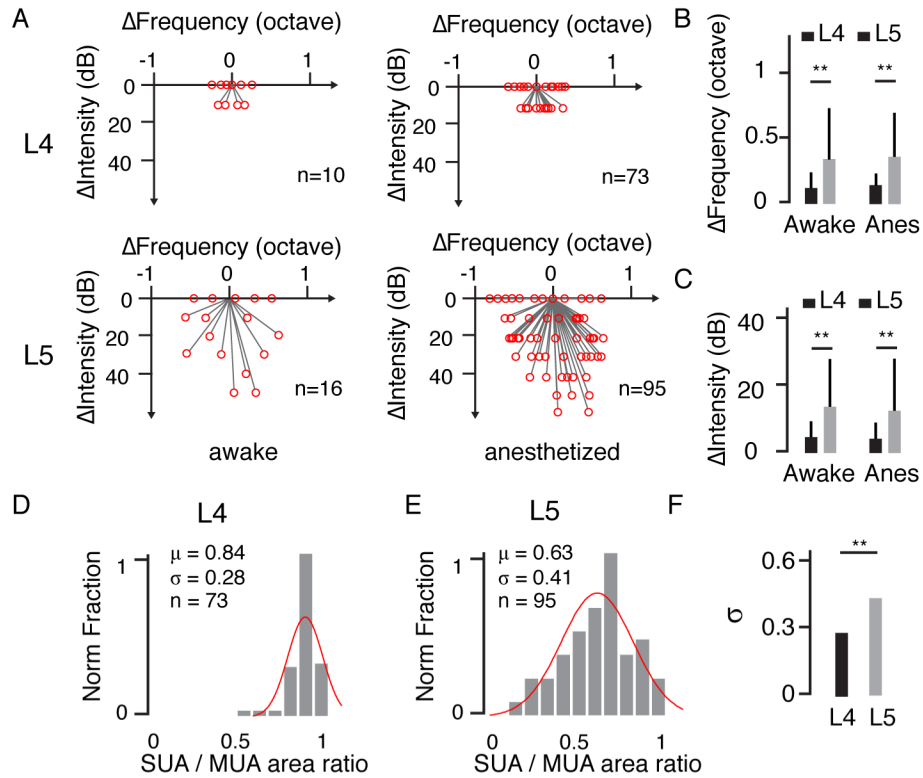 A
ΔFrequency (octave)
-1 0 1
ΔIntensity (dB)
0
20
40
L4
n=10
ΔFrequency (octave)
-1 0 1
ΔIntensity (dB)
0
20
40
n=73
ΔFrequency (octave)
-1 0 1
ΔIntensity (dB)
0
20
40
L5
n=16
awake
ΔFrequency (octave)
-1 0 1
ΔIntensity (dB)
0
20
40
n=95
anesthetized
B
L4 L5
** **
ΔFrequency (octave)
1
0.5
0
Awake Anes
C
L4 L5
** **
ΔIntensity (dB)
40
20
0
Awake Anes
D
L4
μ = 0.84
σ = 0.28
n = 73
Norm Fraction
1
0
0 0.5 1
SUA / MUA area ratio
E
L5
μ = 0.63
σ = 0.41
n = 95
Norm Fraction
1
0
0 0.5 1
SUA / MUA area ratio
F
**
σ
0.6
0.3
0
L4 L5